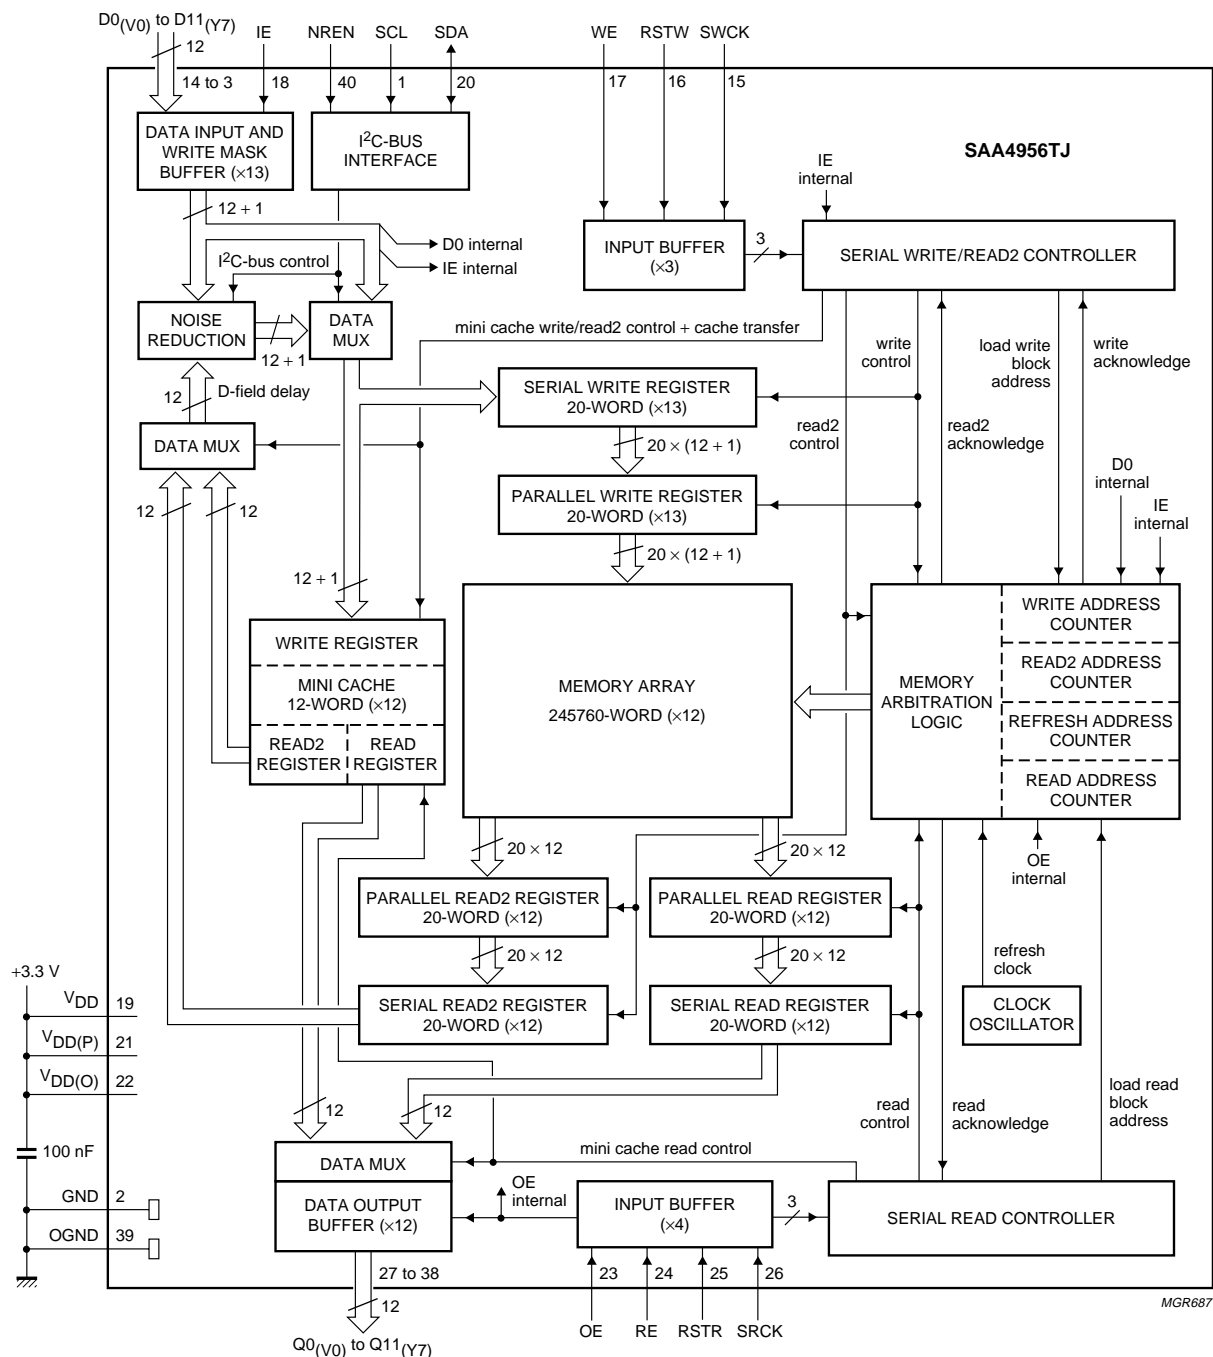 D0(V0) to D11(Y7)
12
IE
NREN
SCL
SDA
WE
RSTW
SWCK
14 to 3
18
40
1
20
17
16
15
DATA INPUT AND
WRITE MASK
BUFFER (×13)
I2C-BUS
INTERFACE
SAA4956TJ
IE
internal
12 + 1
D0 internal
IE internal
INPUT BUFFER
(×3)
3
SERIAL WRITE/READ2 CONTROLLER
I2C-bus control
NOISE
REDUCTION
12 + 1
DATA
MUX
mini cache write/read2 control + cache transfer
write
control
load write
block
address
write
acknowledge
12
D-field delay
SERIAL WRITE REGISTER
20-WORD (×13)
read2
control
read2
acknowledge
DATA MUX
20 × (12 + 1)
D0
internal
12
12
PARALLEL WRITE REGISTER
20-WORD (×13)
IE
internal
20 × (12 + 1)
12 + 1
WRITE REGISTER
MINI CACHE
12-WORD (×12)
READ2
REGISTER
READ
REGISTER
MEMORY ARRAY
245760-WORD (×12)
MEMORY
ARBITRATION
LOGIC
WRITE ADDRESS
COUNTER
READ2 ADDRESS
COUNTER
REFRESH ADDRESS
COUNTER
READ ADDRESS
COUNTER
20 × 12
20 × 12
OE
internal
PARALLEL READ2 REGISTER
20-WORD (×12)
PARALLEL READ REGISTER
20-WORD (×12)
20 × 12
20 × 12
refresh
clock
+3.3 V
VDD
19
SERIAL READ2 REGISTER
20-WORD (×12)
SERIAL READ REGISTER
20-WORD (×12)
CLOCK
OSCILLATOR
VDD(P)
21
VDD(O)
22
12
12
read
control
read
acknowledge
load read
block
address
100 nF
DATA MUX
mini cache read control
GND
2
DATA OUTPUT
BUFFER (×12)
OE
internal
INPUT BUFFER
(×4)
3
SERIAL READ CONTROLLER
OGND
39
27 to 38
23
24
25
26
12
OE
RE
RSTR
SRCK
Q0(V0) to Q11(Y7)
MGR687